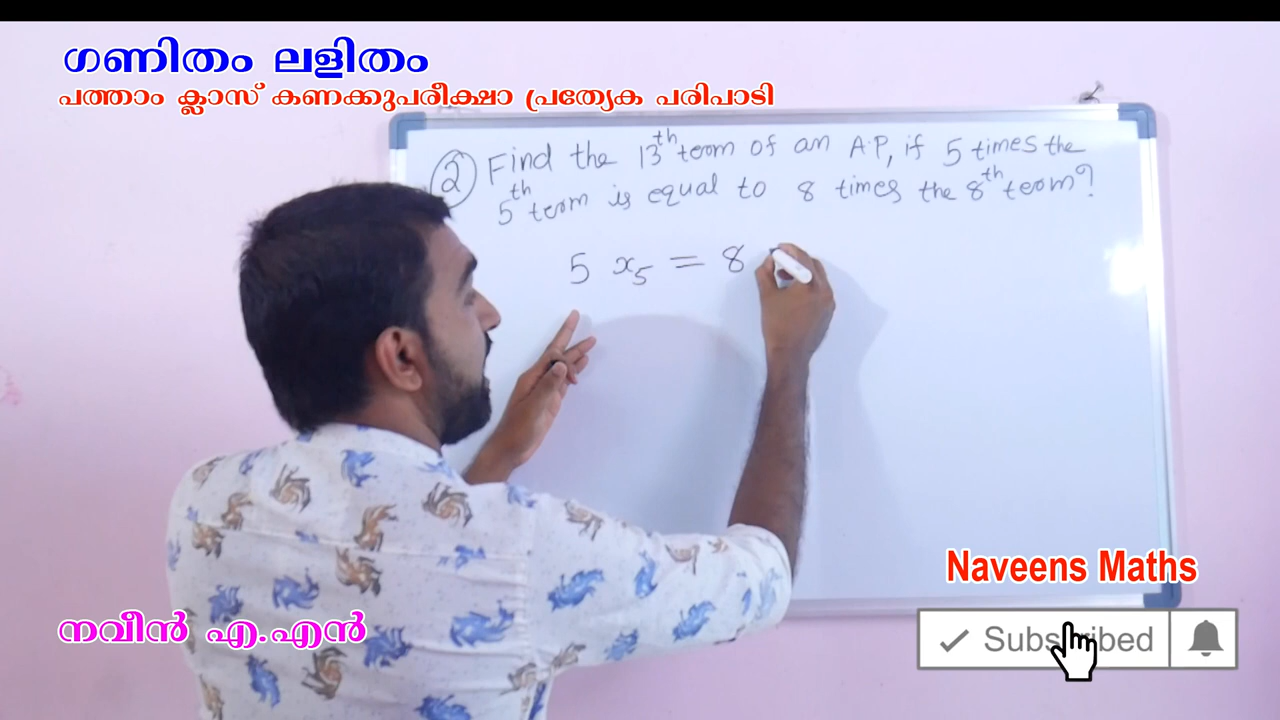 ഗണിതം ലളിതം
പത്താം ക്ലാസ് കണക്കുപരീക്ഷാ പ്രത്യേക പരിപാടി
② Find the 13th term of an A.P, if 5 times the
5th term is equal to 8 times the 8th term?
5 x₅ = 8
Naveens Maths
നവീൻ എ.എൻ
Subscribed